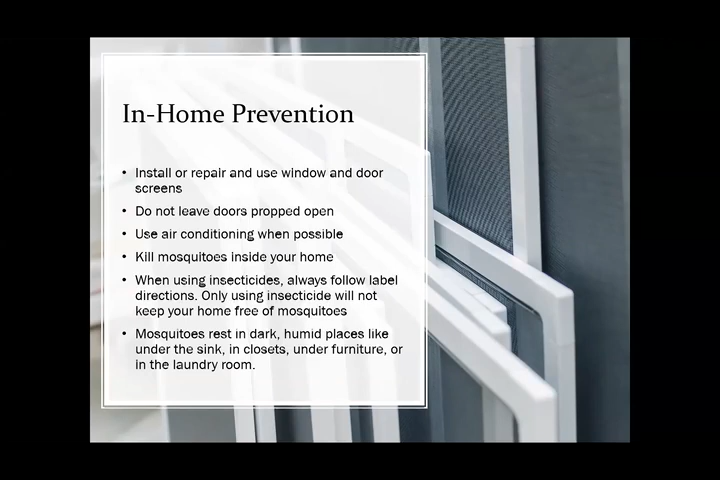 In-Home Prevention
• Install or repair and use window and door
screens
• Do not leave doors propped open
• Use air conditioning when possible
• Kill mosquitoes inside your home
• When using insecticides, always follow label
directions. Only using insecticide will not
keep your home free of mosquitoes
• Mosquitoes rest in dark, humid places like
under the sink, in closets, under furniture, or
in the laundry room.